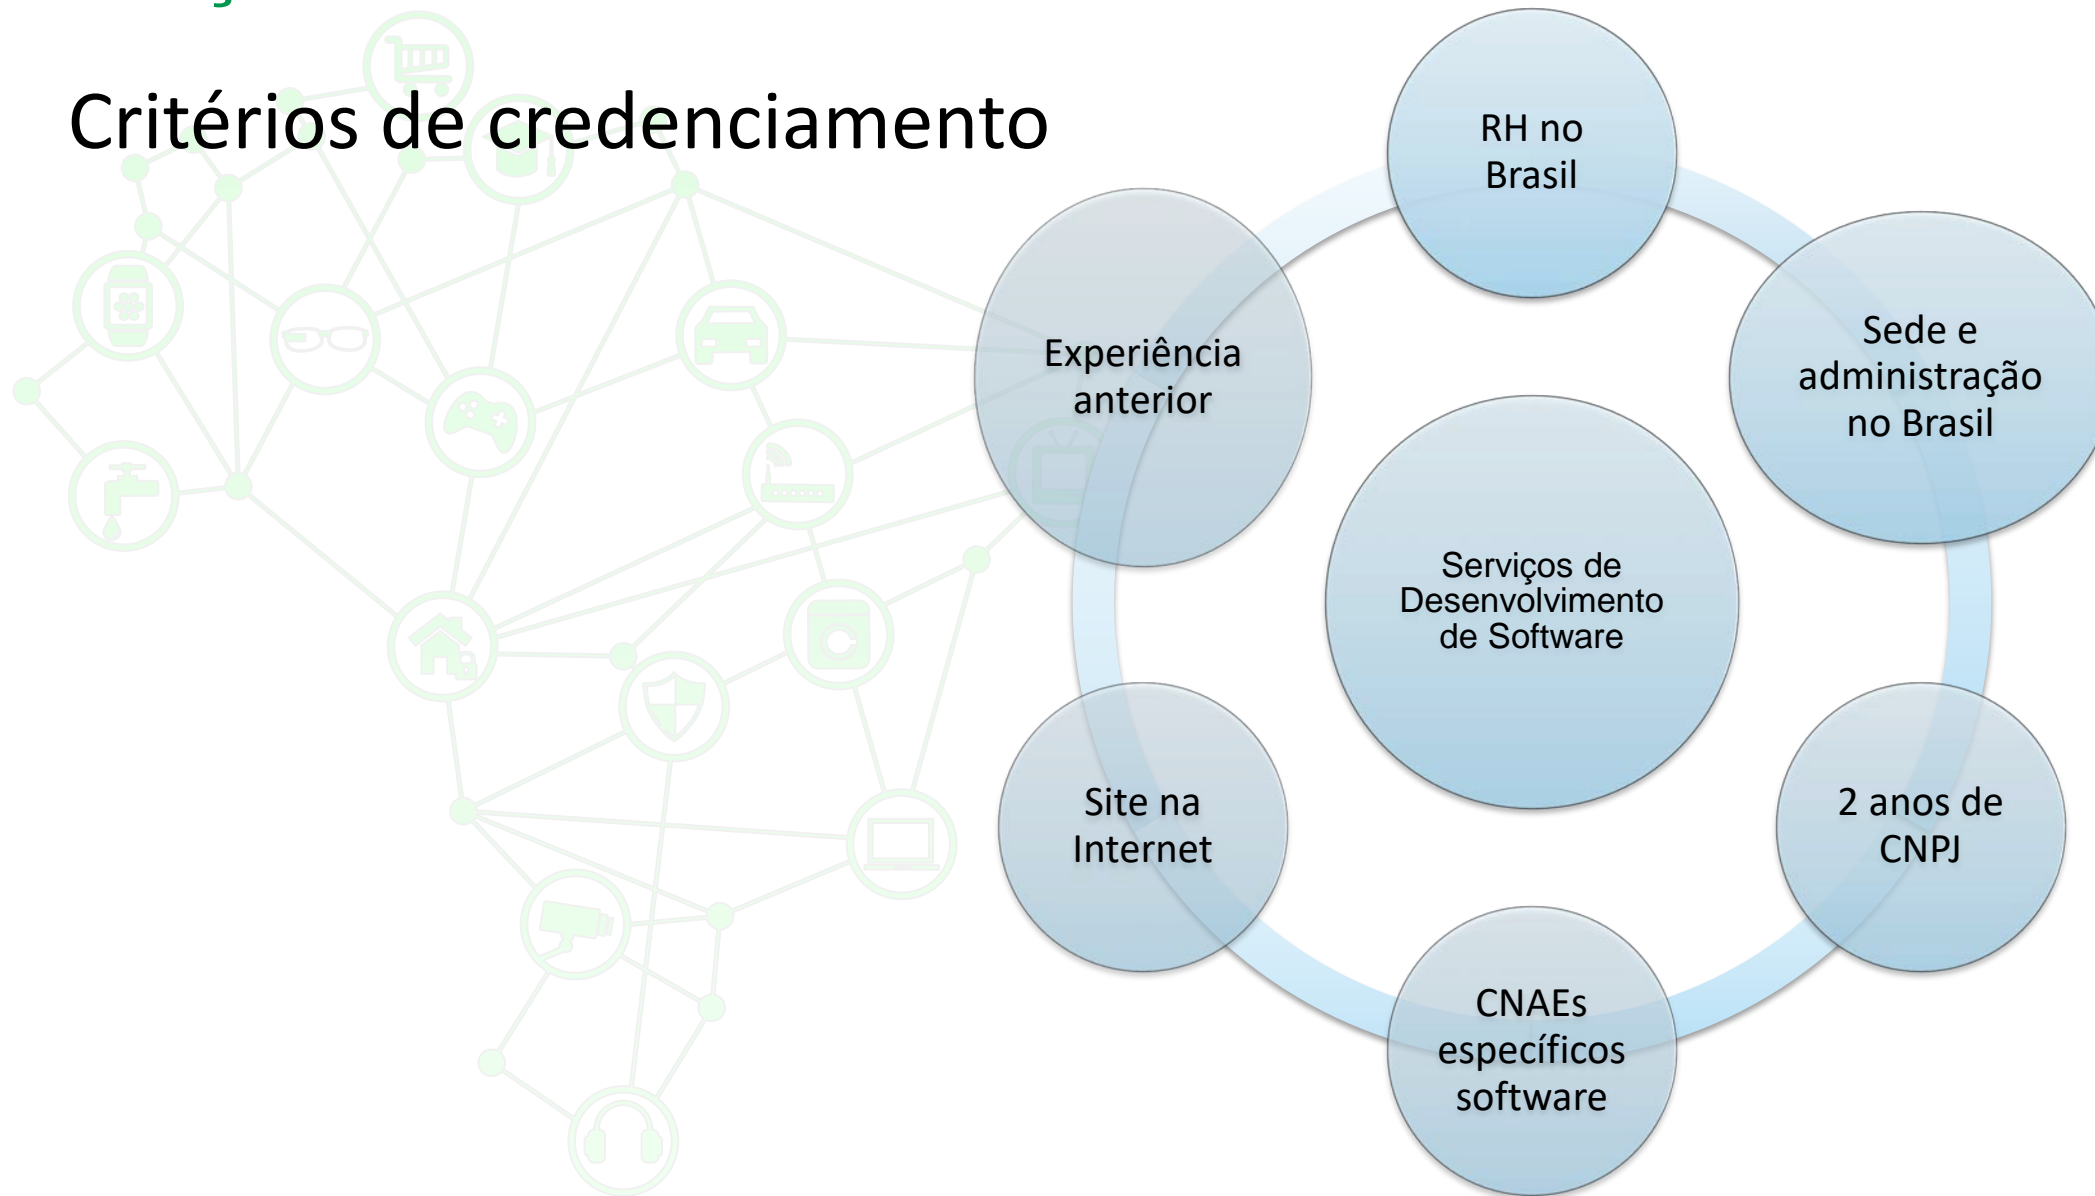 Critérios de credenciamento
RH no
Brasil
Sede e
administração
no Brasil
2 anos de
CNPJ
CNAEs
específicos
software
Site na
Internet
Experiência
anterior
Serviços de
Desenvolvimento
de Software